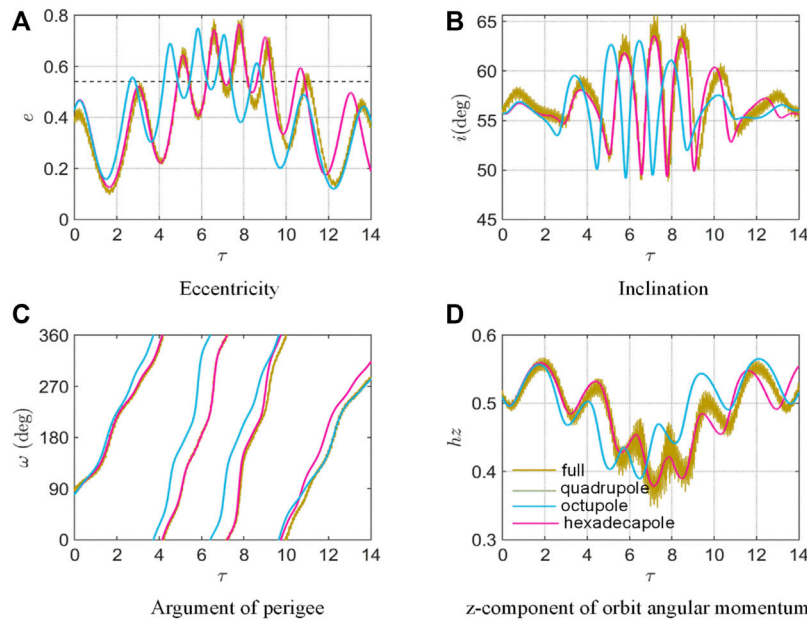 A
0.8
0.6
0.4
0.2
0
e
0 2 4 6 8 10 12 14
τ
Eccentricity
B
65
60
55
50
45
i(deg)
0 2 4 6 8 10 12 14
τ
Inclination
C
360
270
180
90
0
ω (deg)
0 2 4 6 8 10 12 14
τ
Argument of perigee
D
0.6
0.5
0.4
0.3
hz
full
quadrupole
octupole
hexadecapole
0 2 4 6 8 10 12 14
τ
z-component of orbit angular momentum